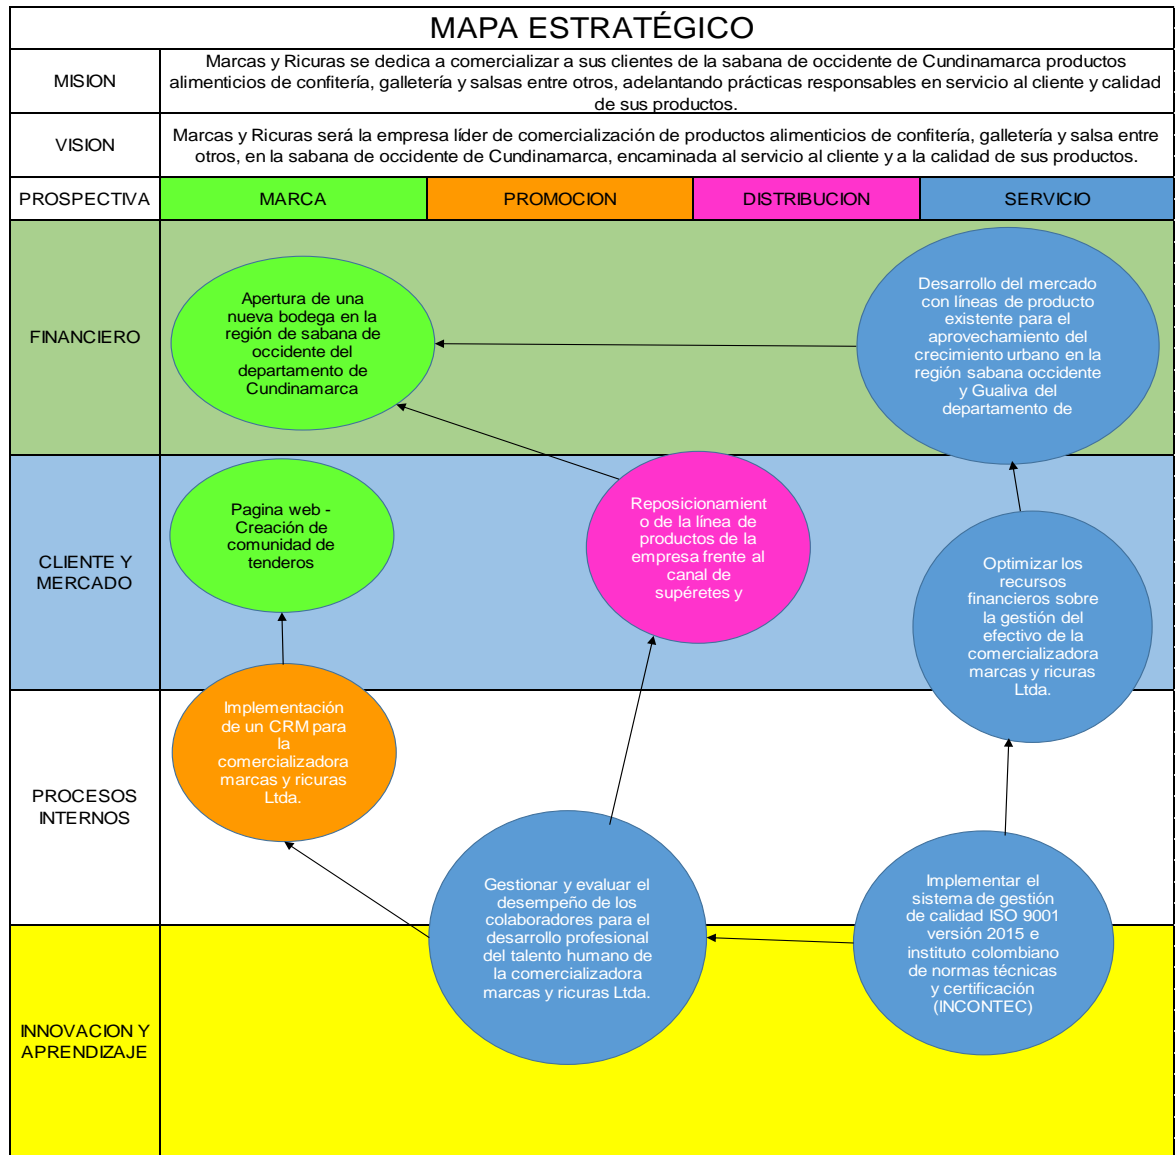 MAPA ESTRATÉGICO
MISION
Marcas y Ricuras se dedica a comercializar a sus clientes de la sabana de occidente de Cundinamarca productos
alimenticios de confitería, galletería y salsas entre otros, adelantando prácticas responsables en servicio al cliente y calidad
de sus productos.
VISION
Marcas y Ricuras será la empresa líder de comercialización de productos alimenticios de confitería, galletería y salsa entre
otros, en la sabana de occidente de Cundinamarca, encaminada al servicio al cliente y a la calidad de sus productos.
PROSPECTIVA
MARCA
PROMOCION
DISTRIBUCION
SERVICIO
FINANCIERO
Apertura de una
nueva bodega en la
región de sabana de
occidente del
departamento de
Cundinamarca
Desarrollo del mercado
con líneas de producto
existente para el
aprovechamiento del
crecimiento urbano en la
región sabana occidente
y Gualiva del
departamento de
CLIENTE Y
MERCADO
Pagina web -
Creación de
comunidad de
tenderos
Reposicionamient
o de la línea de
productos de la
empresa frente al
canal de
supéretes y
Optimizar los
recursos
financieros sobre
la gestión del
efectivo de la
comercializadora
marcas y ricuras
Ltda.
PROCESOS
INTERNOS
Implementación
de un CRM para
la
comercializadora
marcas y ricuras
Ltda.
Gestionar y evaluar el
desempeño de los
colaboradores para el
desarrollo profesional
del talento humano de
la comercializadora
marcas y ricuras Ltda.
Implementar el
sistema de gestión
de calidad ISO 9001
versión 2015 e
instituto colombiano
de normas técnicas
y certificación
(INCONTEC)
INNOVACION Y
APRENDIZAJE